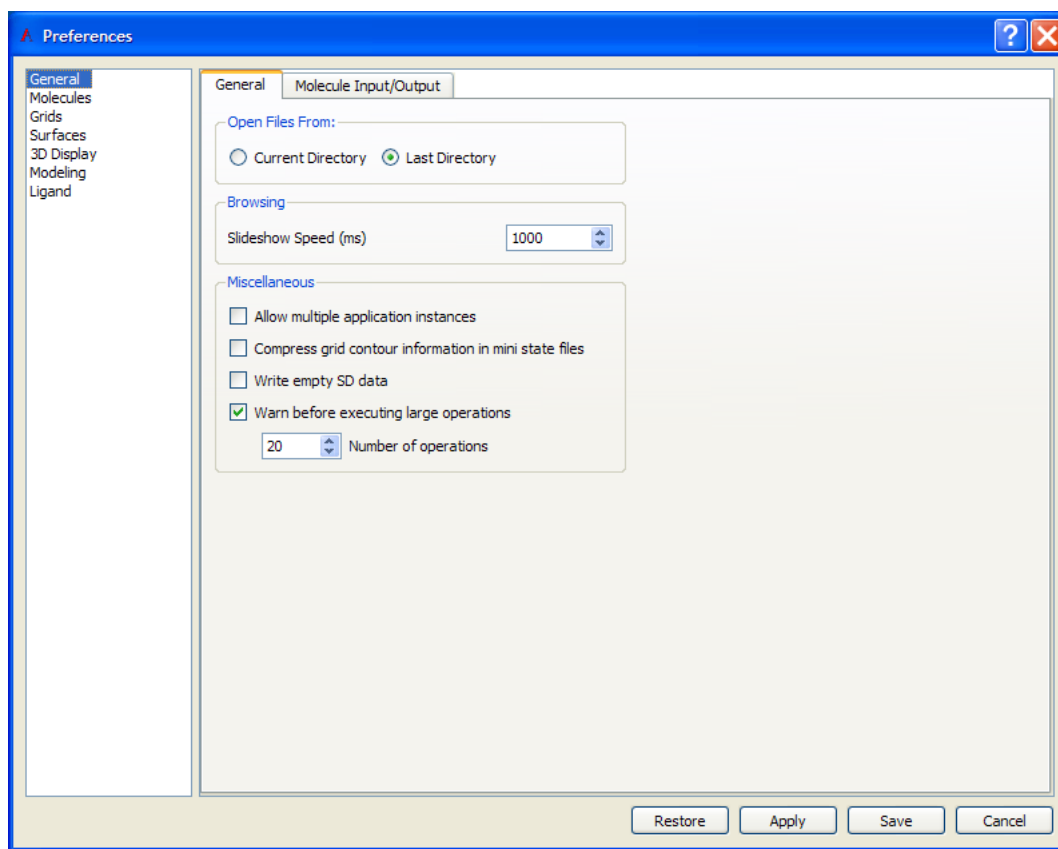 Preferences
General
Molecules
Grids
Surfaces
3D Display
Modeling
Ligand
General Molecule Input/Output
Open Files From:
Current Directory Last Directory
Browsing
Slideshow Speed (ms) 1000
Miscellaneous
Allow multiple application instances
Compress grid contour information in mini state files
Write empty SD data
Warn before executing large operations
20 Number of operations
Restore Apply Save Cancel